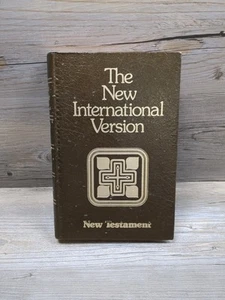 The
New
International
Version
New Testament